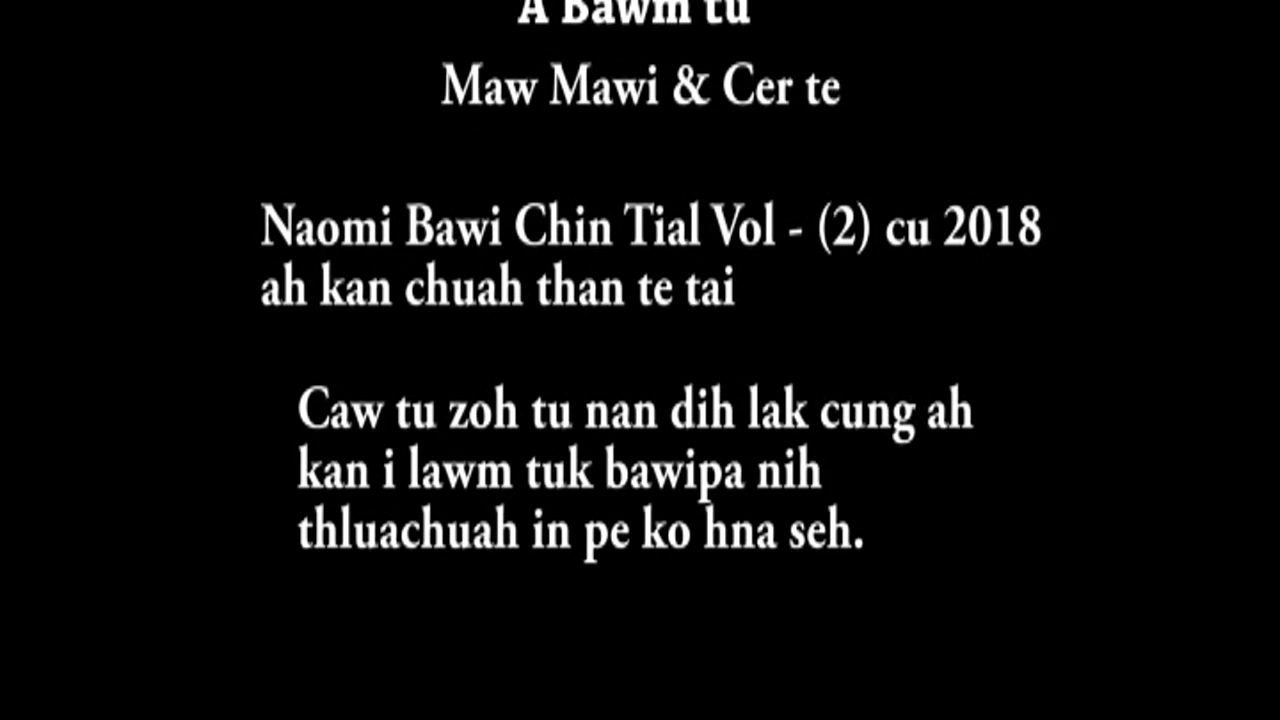 A Bawm tu
Maw Mawi & Cer te
Naomi Bawi Chin Tial Vol - (2) cu 2018
ah kan chuah than te tai
Caw tu zoh tu nan dih lak cung ah
kan i lawm tuk bawipa nih
thluachuah in pe ko hna seh.